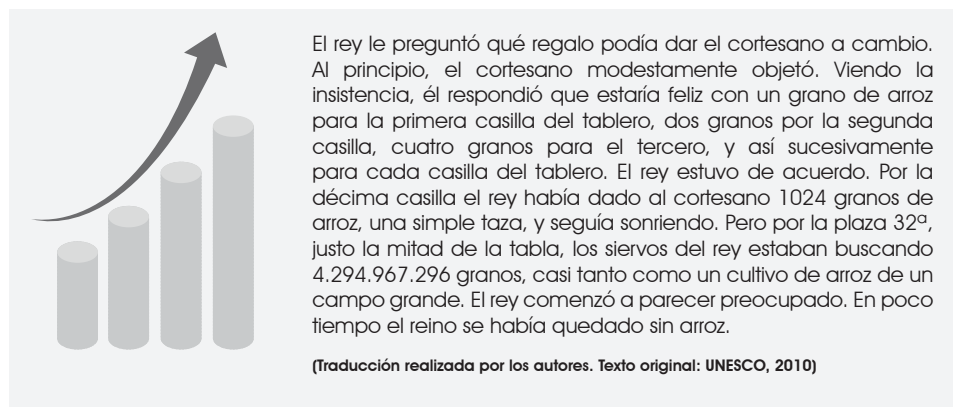 El rey le preguntó qué regalo podía dar el cortesano a cambio.
Al principio, el cortesano modestamente objetó. Viendo la
insistencia, él respondió que estaría feliz con un grano de arroz
para la primera casilla del tablero, dos granos por la segunda
casilla, cuatro granos para el tercero, y así sucesivamente
para cada casilla del tablero. El rey estuvo de acuerdo. Por la
décima casilla el rey había dado al cortesano 1024 granos de
arroz, una simple taza, y seguía sonriendo. Pero por la plaza 32ª,
justo la mitad de la tabla, los siervos del rey estaban buscando
4.294.967.296 granos, casi tanto como un cultivo de arroz de un
campo grande. El rey comenzó a parecer preocupado. En poco
tiempo el reino se había quedado sin arroz.
(Traducción realizada por los autores. Texto original: UNESCO, 2010)